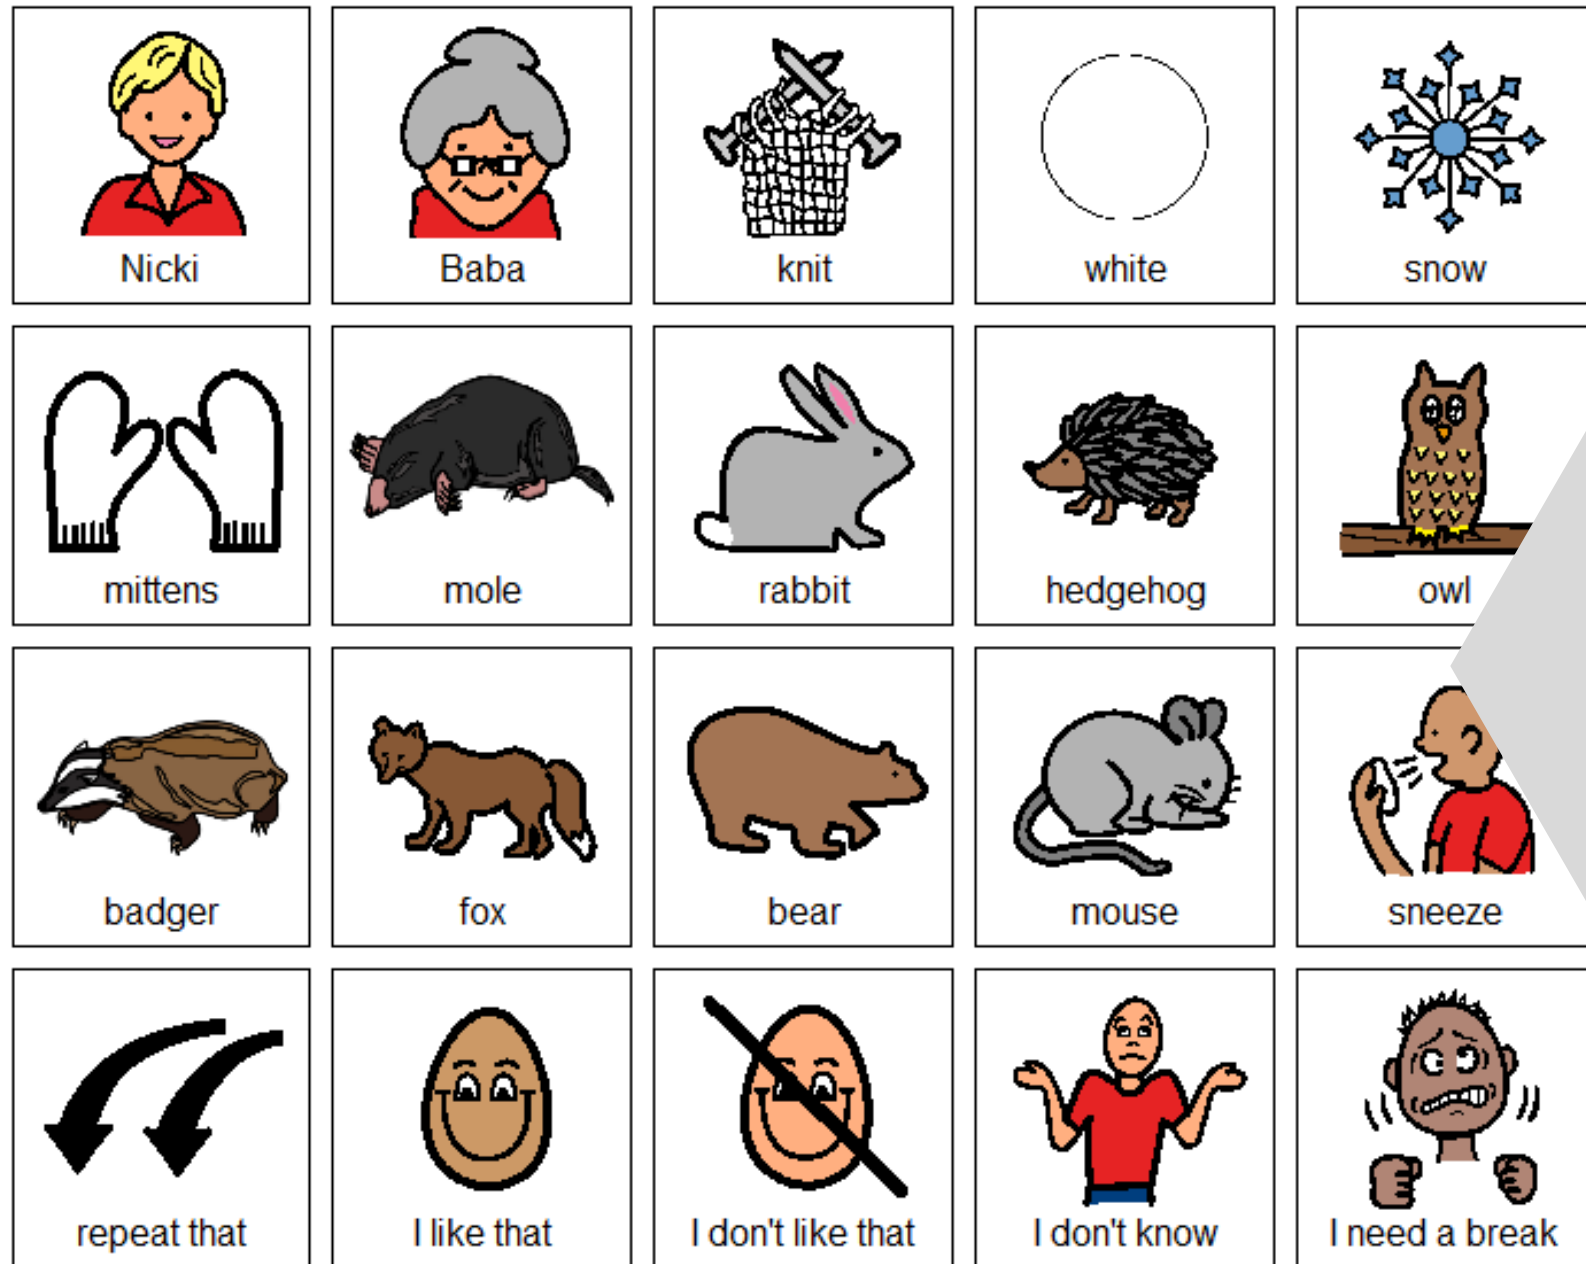 Nicki
Baba
knit
white
snow
mittens
mole
rabbit
hedgehog
owl
badger
fox
bear
mouse
sneeze
repeat that
I like that
I don't like that
I don't know
I need a break